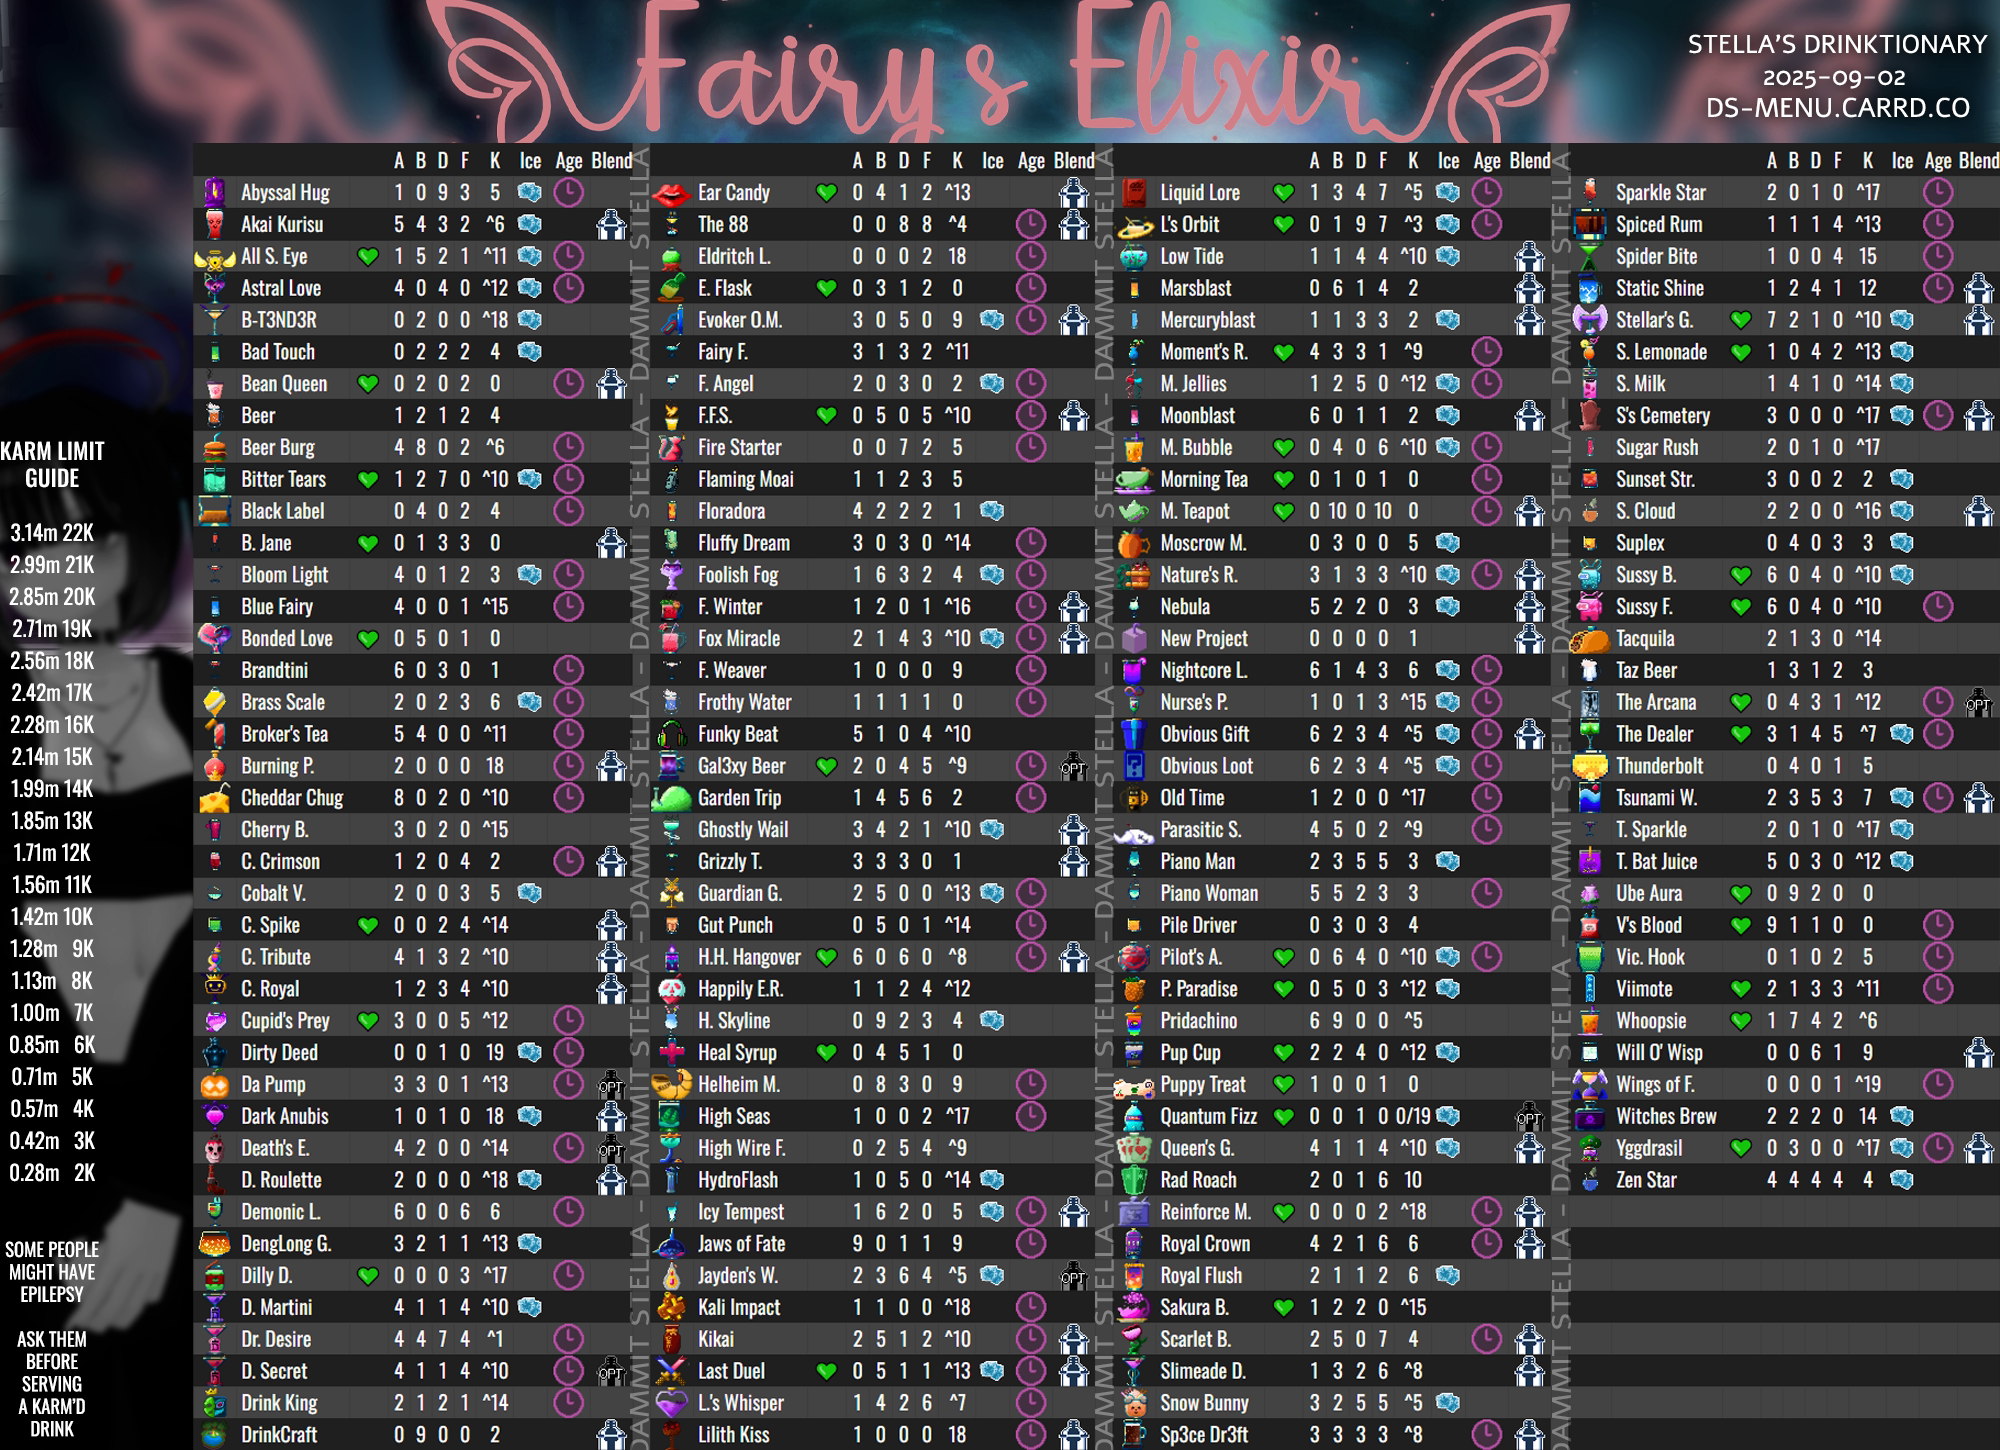 Fairy's Elixir
STELLA'S DRINKTIONARY
2025-09-02
DS-MENU.CARRD.CO
KARM LIMIT
GUIDE
3.14m 22K
2.99m 21K
2.85m 20K
2.71m 19K
2.56m 18K
2.42m 17K
2.28m 16K
2.14m 15K
1.99m 14K
1.85m 13K
1.71m 12K
1.56m 11K
1.42m 10K
1.28m 9K
1.13m 8K
1.00m 7K
0.85m 6K
0.71m 5K
0.57m 4K
0.42m 3K
0.28m 2K
SOME PEOPLE
MIGHT HAVE
EPILEPSY
ASK THEM
BEFORE
SERVING
A KARM'D
DRINK
A B D F K Ice Age Blend
Abyssal Hug 1 0 9 3 5
Akai Kurisu 5 4 3 2 ^6
All S. Eye 1 5 2 1 ^11
Astral Love 4 0 4 0 ^12
B-T3ND3R 0 2 0 0 ^18
Bad Touch 0 2 2 2 4
Bean Queen 0 2 0 2 0
Beer 1 2 1 2 4
Beer Burg 4 8 0 2 ^6
Bitter Tears 1 2 7 0 ^10
Black Label 0 4 0 2 4
B. Jane 0 1 3 3 0
Bloom Light 4 0 1 2 3
Blue Fairy 4 0 0 1 ^15
Bonded Love 0 5 0 1 0
Brandtini 6 0 3 0 1
Brass Scale 2 0 2 3 6
Broker's Tea 5 4 0 0 ^11
Burning P. 2 0 0 0 18
Cheddar Chug 8 0 2 0 ^10
Cherry B. 3 0 2 0 ^15
C. Crimson 1 2 0 4 2
Cobalt V. 2 0 0 3 5
C. Spike 0 0 2 4 ^14
C. Tribute 4 1 3 2 ^10
C. Royal 1 2 3 4 ^10
Cupid's Prey 3 0 0 5 ^12
Dirty Deed 0 0 1 0 19
Da Pump 3 3 0 1 ^13 OPT
Dark Anubis 1 0 1 0 18
Death's E. 4 2 0 0 ^14 OPT
D. Roulette 2 0 0 0 ^18
Demonic L. 6 0 0 6 6
DengLong G. 3 2 1 1 ^13
Dilly D. 0 0 0 3 ^17
D. Martini 4 1 1 4 ^10
Dr. Desire 4 4 7 4 ^1
D. Secret 4 1 1 4 ^10 OPT
Drink King 2 1 2 1 ^14
DrinkCraft 0 9 0 0 2
DAMMIT STELLA - DAMMIT STELLA - DAMMIT STELLA - DAMMIT STELLA
A B D F K Ice Age Blend
Ear Candy 0 4 1 2 ^13
The 88 0 0 8 8 ^4
Eldritch L. 0 0 0 2 18
E. Flask 0 3 1 2 0
Evoker O.M. 3 0 5 0 9
Fairy F. 3 1 3 2 ^11
F. Angel 2 0 3 0 2
F.F.S. 0 5 0 5 ^10
Fire Starter 0 0 7 2 5
Flaming Moai 1 1 2 3 5
Floradora 4 2 2 2 1
Fluffy Dream 3 0 3 0 ^14
Foolish Fog 1 6 3 2 4
F. Winter 1 2 0 1 ^16
Fox Miracle 2 1 4 3 ^10
F. Weaver 1 0 0 0 9
Frothy Water 1 1 1 1 0
Funky Beat 5 1 0 4 ^10
Gal3xy Beer 2 0 4 5 ^9 OPT
Garden Trip 1 4 5 6 2
Ghostly Wail 3 4 2 1 ^10
Grizzly T. 3 3 3 0 1
Guardian G. 2 5 0 0 ^13
Gut Punch 0 5 0 1 ^14
H.H. Hangover 6 0 6 0 ^8
Happily E.R. 1 1 2 4 ^12
H. Skyline 0 9 2 3 4
Heal Syrup 0 4 5 1 0
Helheim M. 0 8 3 0 9
High Seas 1 0 0 2 ^17
High Wire F. 0 2 5 4 ^9
HydroFlash 1 0 5 0 ^14
Icy Tempest 1 6 2 0 5
Jaws of Fate 9 0 1 1 9
Jayden's W. 2 3 6 4 ^5 OPT
Kali Impact 1 1 0 0 ^18
Kikai 2 5 1 2 ^10
Last Duel 0 5 1 1 ^13
L.'s Whisper 1 4 2 6 ^7
Lilith Kiss 1 0 0 0 18
DAMMIT STELLA - DAMMIT STELLA - DAMMIT STELLA - DAMMIT STELLA
A B D F K Ice Age Blend
Liquid Lore 1 3 4 7 ^5
L's Orbit 0 1 9 7 ^3
Low Tide 1 1 4 4 ^10
Marsblast 0 6 1 4 2
Mercuryblast 1 1 3 3 2
Moment's R. 4 3 3 1 ^9
M. Jellies 1 2 5 0 ^12
Moonblast 6 0 1 1 2
M. Bubble 0 4 0 6 ^10
Morning Tea 0 1 0 1 0
M. Teapot 0 10 0 10 0
Moscrow M. 0 3 0 0 5
Nature's R. 3 1 3 3 ^10
Nebula 5 2 2 0 3
New Project 0 0 0 0 1
Nightcore L. 6 1 4 3 6
Nurse's P. 1 0 1 3 ^15
Obvious Gift 6 2 3 4 ^5
Obvious Loot 6 2 3 4 ^5
Old Time 1 2 0 0 ^17
Parasitic S. 4 5 0 2 ^9
Piano Man 2 3 5 5 3
Piano Woman 5 5 2 3 3
Pile Driver 0 3 0 3 4
Pilot's A. 0 6 4 0 ^10
P. Paradise 0 5 0 3 ^12
Pridachino 6 9 0 0 ^5
Pup Cup 2 2 4 0 ^12
Puppy Treat 1 0 0 1 0
Quantum Fizz 0 0 1 0 0/19 OPT
Queen's G. 4 1 1 4 ^10
Rad Roach 2 0 1 6 10
Reinforce M. 0 0 0 2 ^18
Royal Crown 4 2 1 6 6
Royal Flush 2 1 1 2 6
Sakura B. 1 2 2 0 ^15
Scarlet B. 2 5 0 7 4
Slimeade D. 1 3 2 6 ^8
Snow Bunny 3 2 5 5 ^5
Sp3ce Dr3ft 3 3 3 3 ^8
DAMMIT STELLA - DAMMIT STELLA - DAMMIT STELLA - DAMMIT STELLA
A B D F K Ice Age Blend
Sparkle Star 2 0 1 0 ^17
Spiced Rum 1 1 1 4 ^13
Spider Bite 1 0 0 4 15
Static Shine 1 2 4 1 12
Stellar's G. 7 2 1 0 ^10
S. Lemonade 1 0 4 2 ^13
S. Milk 1 4 1 0 ^14
S's Cemetery 3 0 0 0 ^17
Sugar Rush 2 0 1 0 ^17
Sunset Str. 3 0 0 2 2
S. Cloud 2 2 0 0 ^16
Suplex 0 4 0 3 3
Sussy B. 6 0 4 0 ^10
Sussy F. 6 0 4 0 ^10
Tacquila 2 1 3 0 ^14
Taz Beer 1 3 1 2 3
The Arcana 0 4 3 1 ^12 OPT
The Dealer 3 1 4 5 ^7
Thunderbolt 0 4 0 1 5
Tsunami W. 2 3 5 3 7
T. Sparkle 2 0 1 0 ^17
T. Bat Juice 5 0 3 0 ^12
Ube Aura 0 9 2 0 0
V's Blood 9 1 1 0 0
Vic. Hook 0 1 0 2 5
Viimote 2 1 3 3 ^11
Whoopsie 1 7 4 2 ^6
Will O' Wisp 0 0 6 1 9
Wings of F. 0 0 0 1 ^19
Witches Brew 2 2 2 0 14
Yggdrasil 0 3 0 0 ^17
Zen Star 4 4 4 4 4